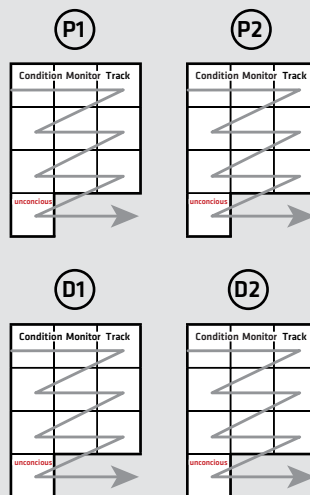 P1 P2
Condition Monitor Track Condition Monitor Track
unconcious unconcious
D1 D2
Condition Monitor Track Condition Monitor Track
unconcious unconcious